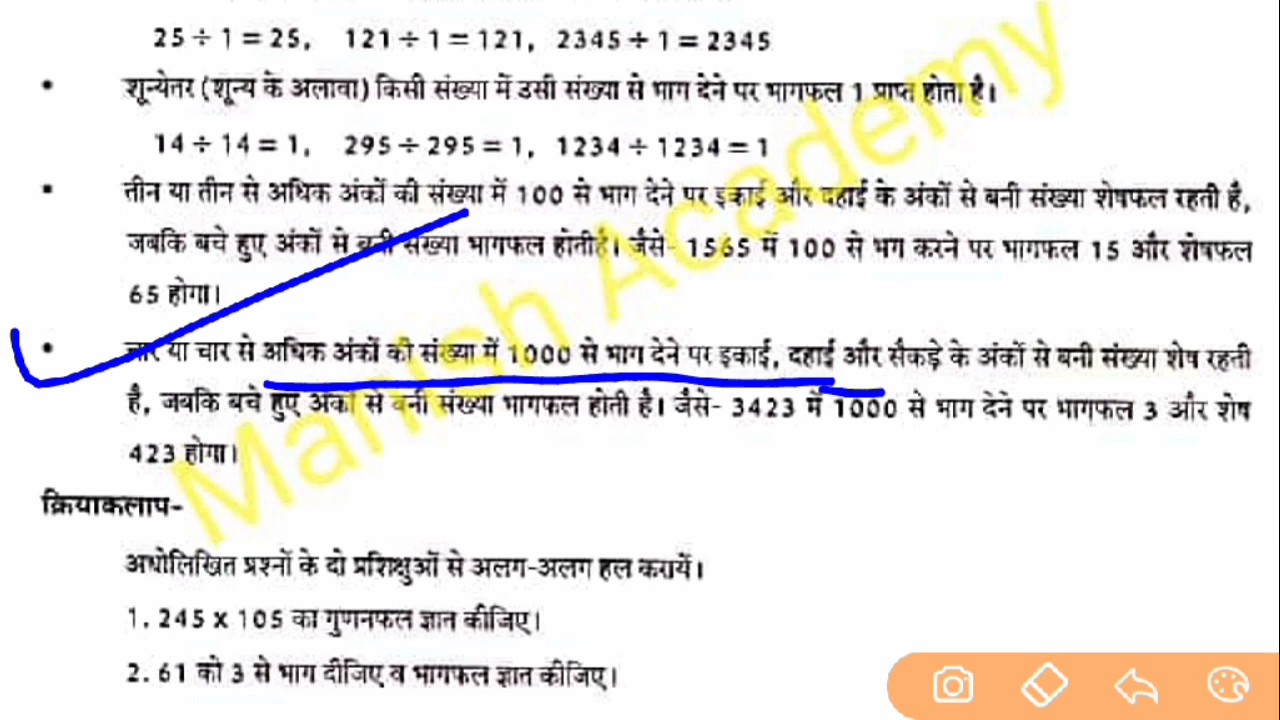 25 ÷ 1 = 25, 121 ÷ 1 = 121, 2345 ÷ 1 = 2345
• शून्येतर (शून्य के अलावा) किसी संख्या में उसी संख्या से भाग देने पर भागफल 1 प्राप्त होता है।
14 ÷ 14 = 1, 295 ÷ 295 = 1, 1234 ÷ 1234 = 1
• तीन या तीन से अधिक अंकों की संख्या में 100 से भाग देने पर इकाई और दहाई के अंकों से बनी संख्या शेषफल रहती है,
जबकि बचे हुए अंकों से बनी संख्या भागफल होतीहै। जैसे- 1565 में 100 से भग करने पर भागफल 15 और शेषफल
65 होगा।
• चार या चार से अधिक अंकों की संख्या में 1000 से भाग देने पर इकाई, दहाई और सैकड़े के अंकों से बनी संख्या शेष रहती
है, जबकि बचे हुए अंकों से बनी संख्या भागफल होती है। जैसे- 3423 में 1000 से भाग देने पर भागफल 3 और शेष
423 होगा।
क्रियाकलाप-
अधोलिखित प्रश्नों के दो प्रशिक्षुओं से अलग-अलग हल करायें।
1. 245 x 105 का गुणनफल ज्ञात कीजिए।
2. 61 को 3 से भाग दीजिए व भागफल ज्ञात कीजिए।
Manish Academy